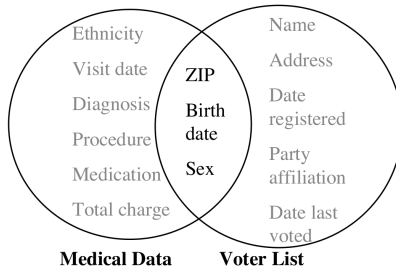 Ethnicity
Visit date
Diagnosis
Procedure
Medication
Total charge
ZIP
Birth
date
Sex
Name
Address
Date
registered
Party
affiliation
Date last
voted
Medical Data
Voter List